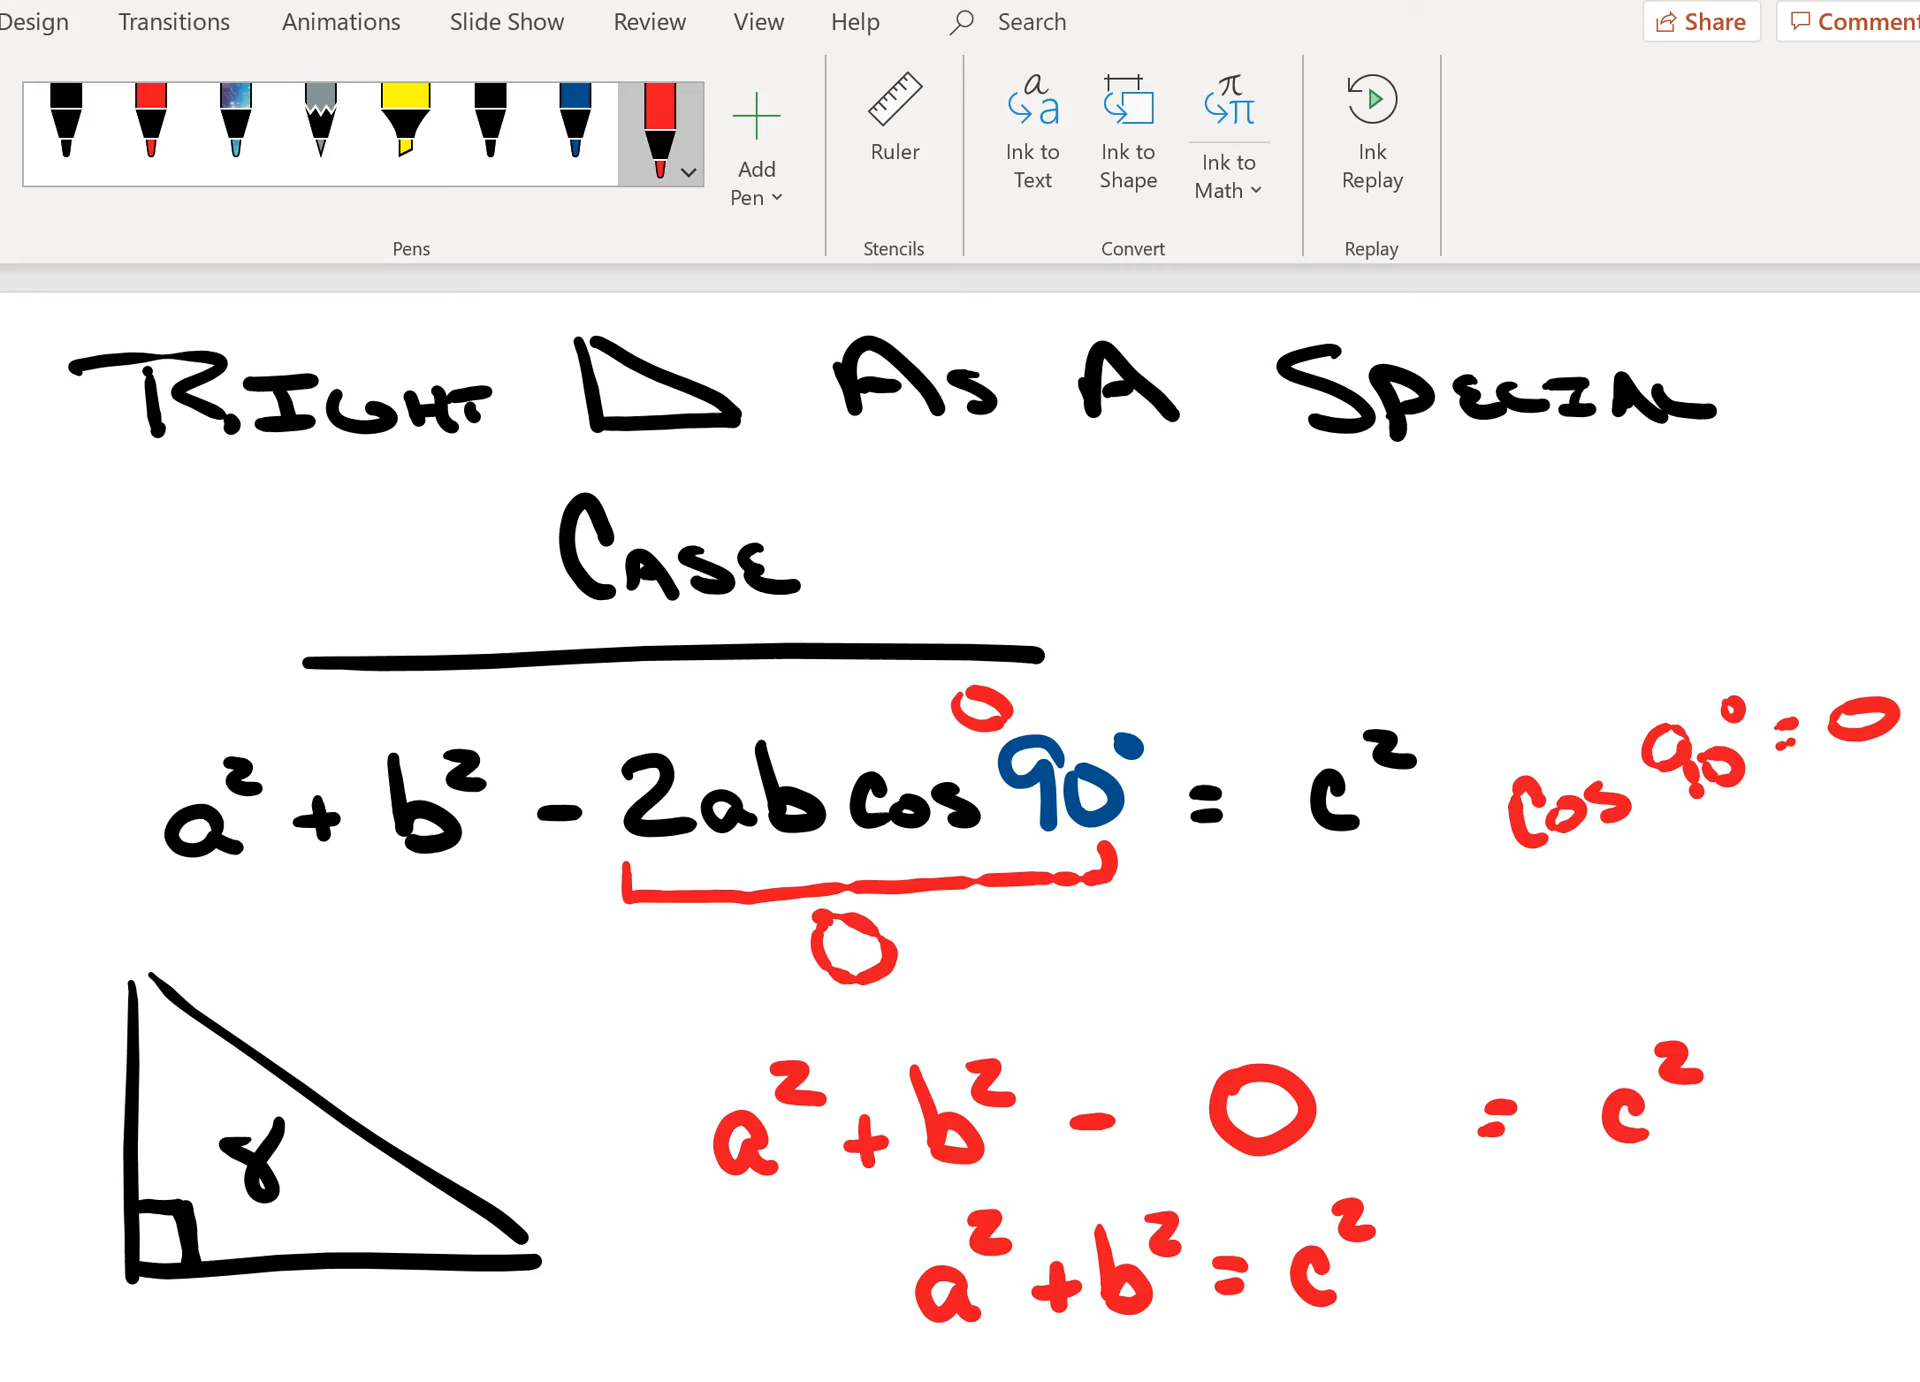 Design Transitions Animations Slide Show Review View Help Search Share Comment
Add Pen
Ruler
Ink to Text
Ink to Shape
Ink to Math
Ink Replay
Pens Stencils Convert Replay
RIGHT AS A SPECIAL
CASE
0
a² + b² - 2ab cos 90° = c² cos 90° = 0
0
γ
a² + b² - 0 = c²
a² + b² = c²